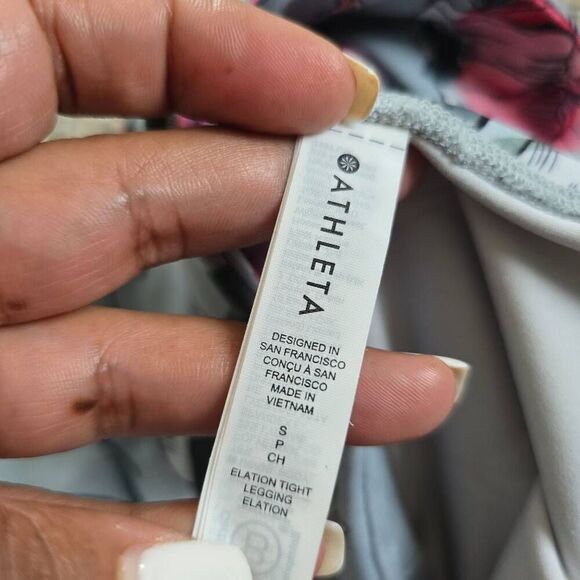 ATHLETA
DESIGNED IN
SAN FRANCISCO
CONÇU À SAN
FRANCISCO
MADE IN
VIETNAM
S
P
CH
ELATION TIGHT
LEGGING
ELATION
B